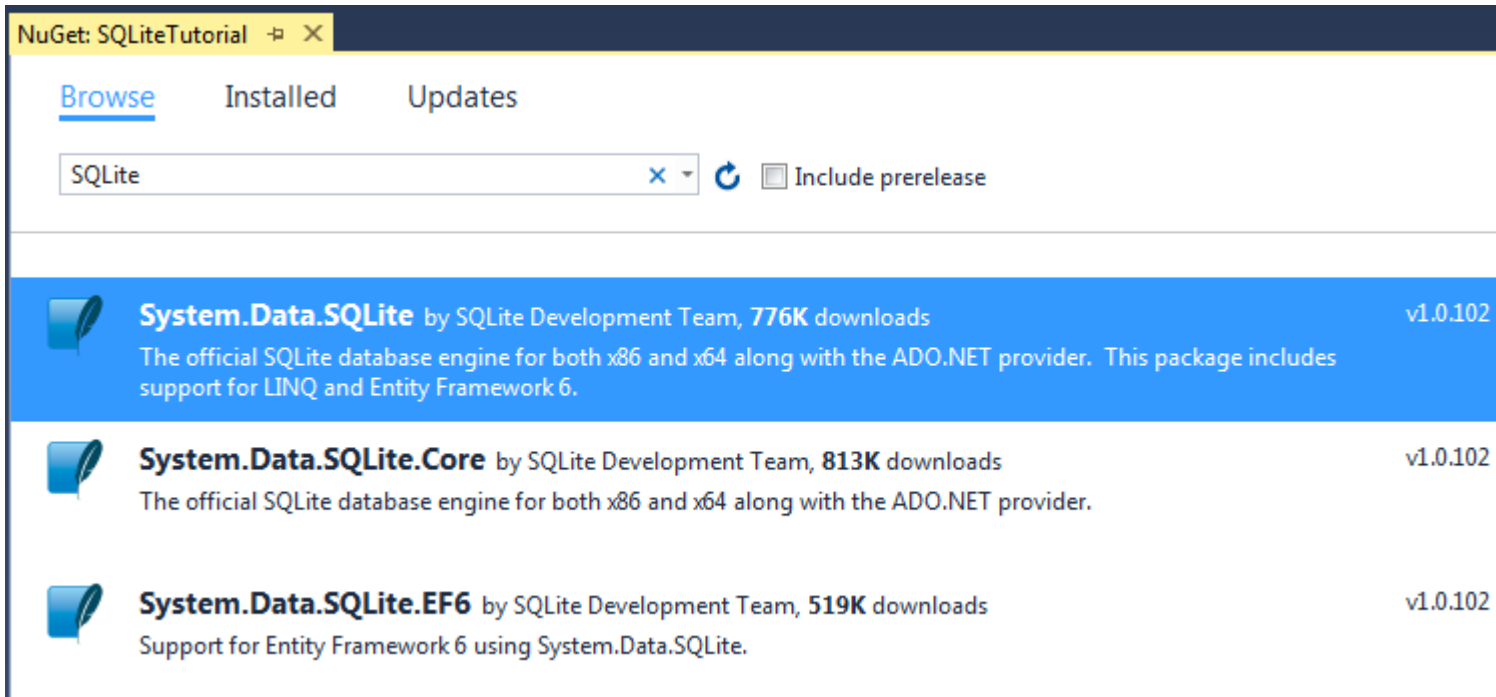 NuGet: SQLiteTutorial
Browse Installed Updates
SQLite
Include prerelease
System.Data.SQLite by SQLite Development Team, 776K downloads v1.0.102
The official SQLite database engine for both x86 and x64 along with the ADO.NET provider.  This package includes
support for LINQ and Entity Framework 6.
System.Data.SQLite.Core by SQLite Development Team, 813K downloads v1.0.102
The official SQLite database engine for both x86 and x64 along with the ADO.NET provider.
System.Data.SQLite.EF6 by SQLite Development Team, 519K downloads v1.0.102
Support for Entity Framework 6 using System.Data.SQLite.